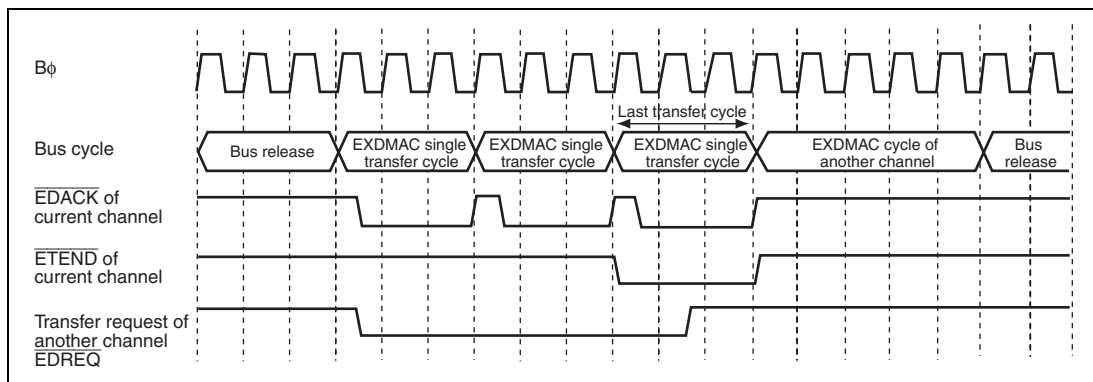 Bφ
Last transfer cycle
Bus cycle
Bus release
EXDMAC single
transfer cycle
EXDMAC single
transfer cycle
EXDMAC single
transfer cycle
EXDMAC cycle of
another channel
Bus
release
EDACK of
current channel
ETEND of
current channel
Transfer request of
another channel
EDREQ